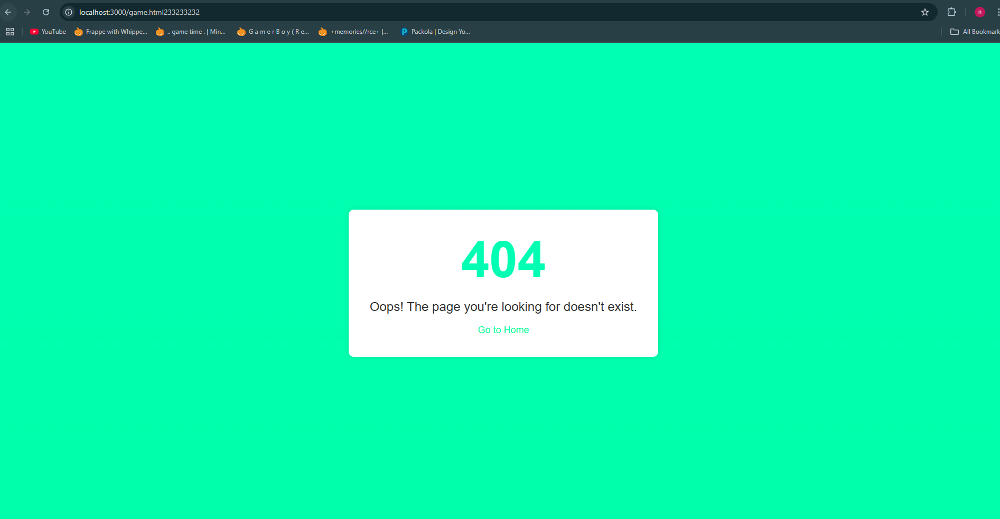 localhost:3000/game.html233233232
n
YouTube
Frappe with Whippe...
.. game time . | Min...
G a m e r B o y ( R e...
+memories//rce+ |...
Packola | Design Yo...
All Bookmark
404
Oops! The page you're looking for doesn't exist.
Go to Home